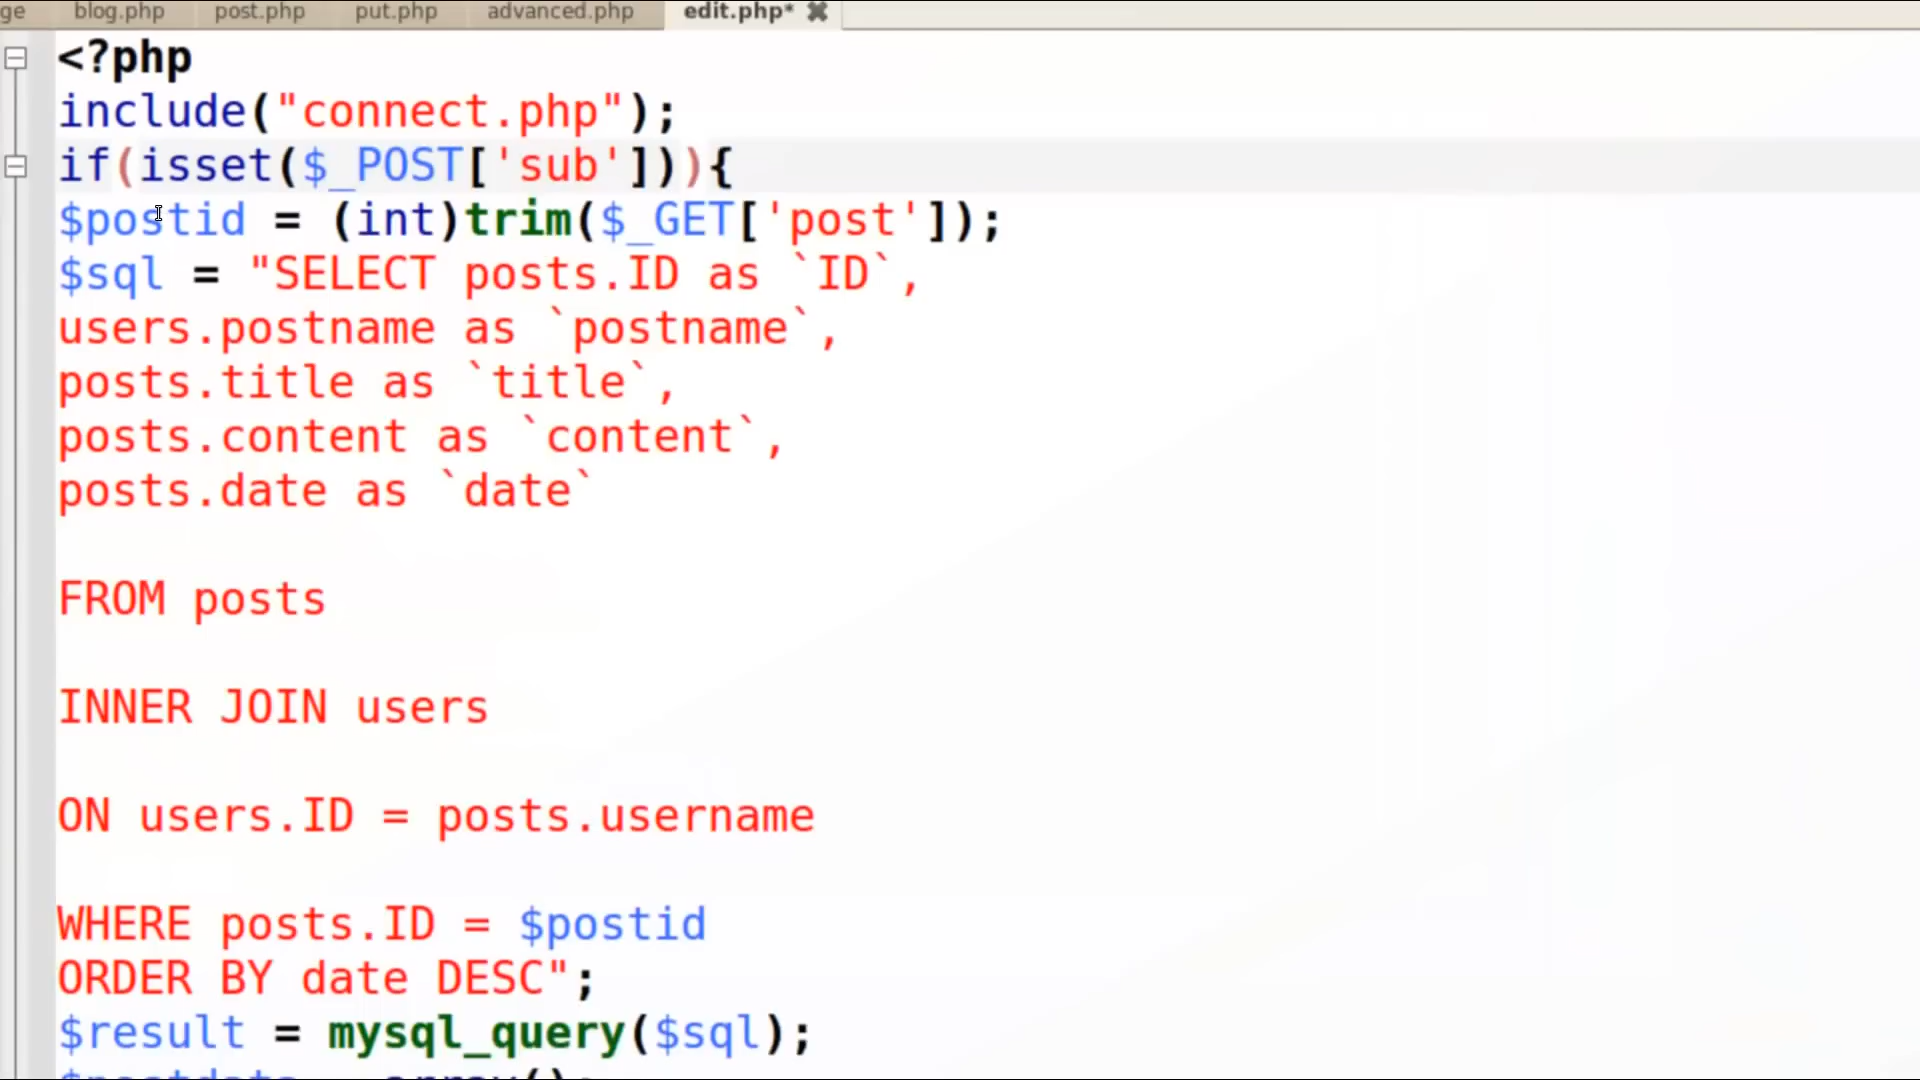 ge blog.php post.php put.php advanced.php edit.php*
<?php
include("connect.php");
if(isset($_POST['sub'])){
$postid = (int)trim($_GET['post']);
$sql = "SELECT posts.ID as `ID`,
users.postname as `postname`,
posts.title as `title`,
posts.content as `content`,
posts.date as `date`
FROM posts
INNER JOIN users
ON users.ID = posts.username
WHERE posts.ID = $postid
ORDER BY date DESC";
$result = mysql_query($sql);